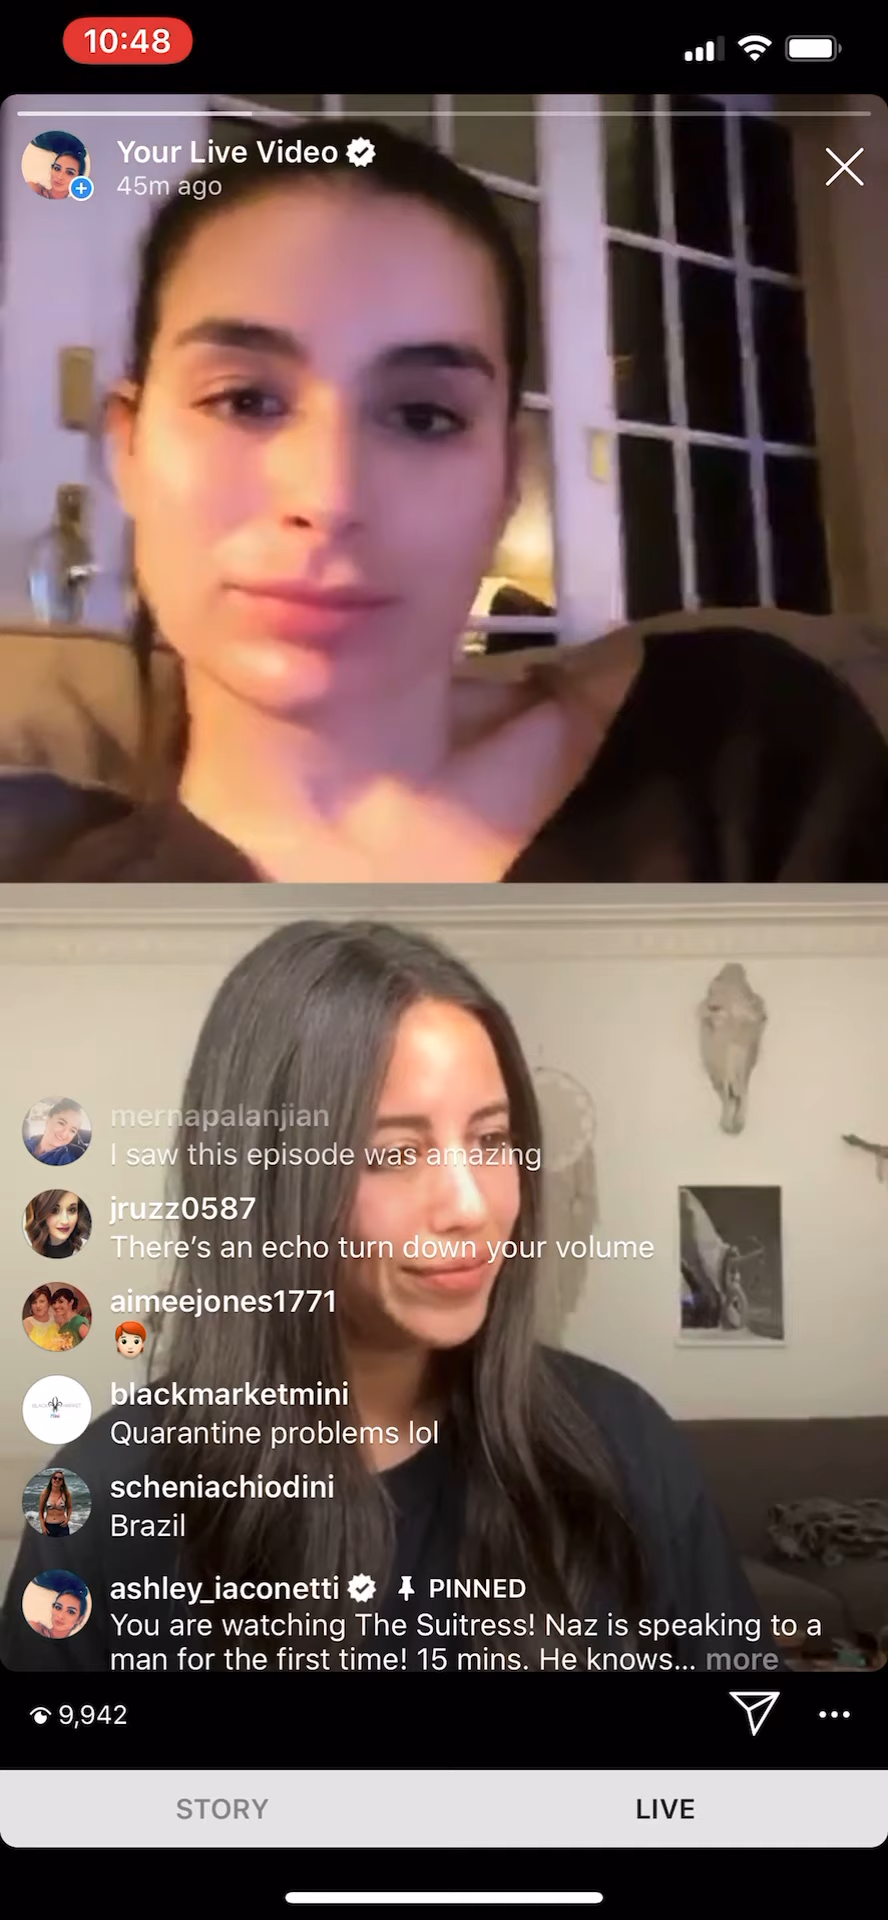 10:48
Your Live Video
45m ago
mernapalanjian
I saw this episode was amazing
jruzz0587
There’s an echo turn down your volume
aimeejones1771
blackmarketmini
Quarantine problems lol
scheniachiodini
Brazil
ashley_iaconetti PINNED
You are watching The Suitress! Naz is speaking to a
man for the first time! 15 mins. He knows... more
9,942
STORY LIVE